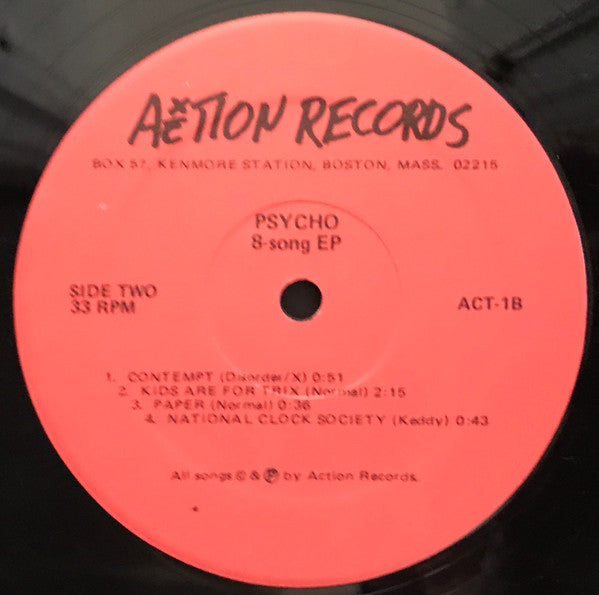 AXTION RECORDS
BOX 57, KENMORE STATION, BOSTON, MASS. 02215
PSYCHO
8-song EP
SIDE TWO
33 RPM
ACT-1B
1. CONTEMPT (Disorder/X) 0:51
2. KIDS ARE FOR TRIX (Normal) 2:15
3. PAPER (Normal) 0:36
4. NATIONAL CLOCK SOCIETY (Keddy) 0:43
All songs © & ℗ by Action Records.